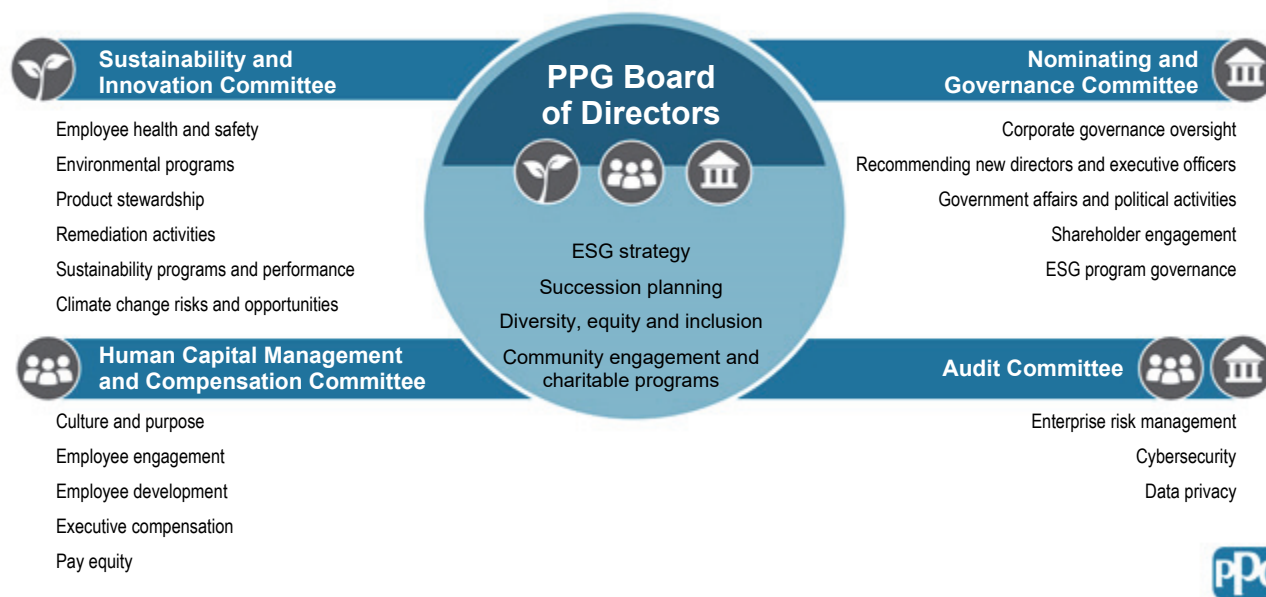 Sustainability and
Innovation Committee
Employee health and safety
Environmental programs
Product stewardship
Remediation activities
Sustainability programs and performance
Climate change risks and opportunities
PPG Board
of Directors
ESG strategy
Succession planning
Diversity, equity and inclusion
Community engagement and
charitable programs
Nominating and
Governance Committee
Corporate governance oversight
Recommending new directors and executive officers
Government affairs and political activities
Shareholder engagement
ESG program governance
Human Capital Management
and Compensation Committee
Culture and purpose
Employee engagement
Employee development
Executive compensation
Pay equity
Audit Committee
Enterprise risk management
Cybersecurity
Data privacy